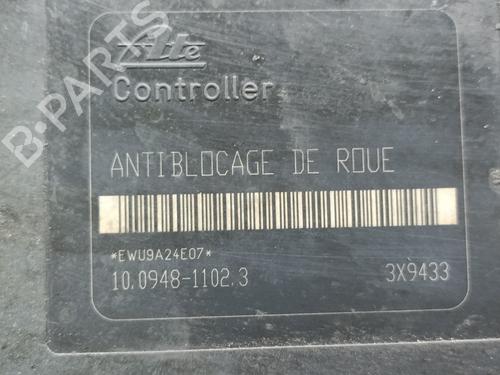 Ate
Controller
B-PARTS
ANTIBLOCAGE DE ROUE
*EWU9A24E07*
10.0948-1102.3 3X9433